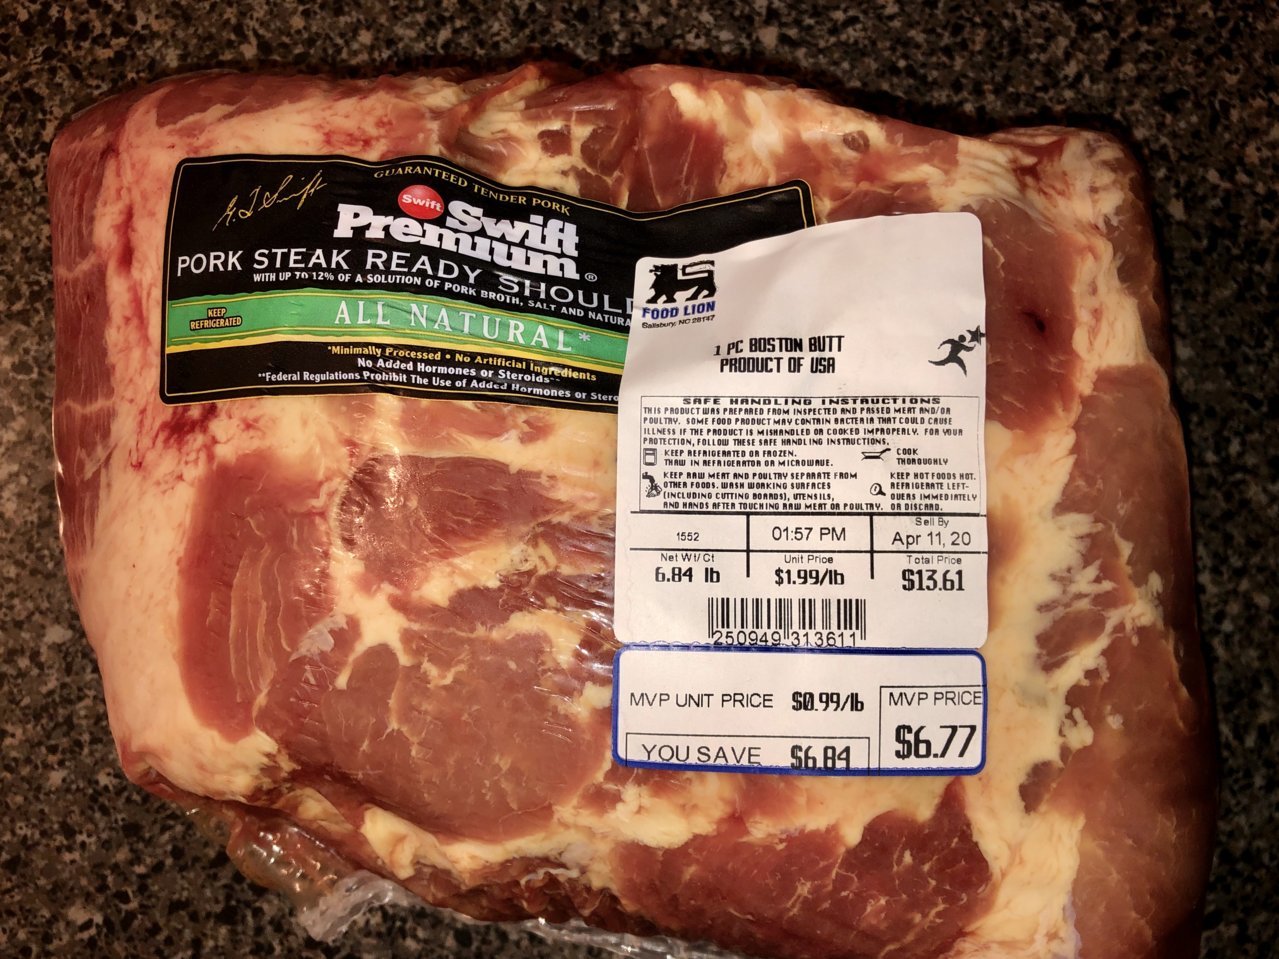 GUARANTEED TENDER PORK
Swift
Swift
Premium®
PORK STEAK READY SHOULD
WITH UP TO 12% OF A SOLUTION OF PORK BROTH, SALT AND NATURA
KEEP
REFRIGERATED
ALL NATURAL*
*Minimally Processed • No Artificial Ingredients
No Added Hormones or Steroids**
**Federal Regulations Prohibit The Use of Added Hormones or Stero
FOOD LION
Salisbury, NC 28147
1 PC BOSTON BUTT
PRODUCT OF USA
SAFE HANDLING INSTRUCTIONS
THIS PRODUCT WAS PREPARED FROM INSPECTED AND PASSED MEAT AND/OR
POULTRY. SOME FOOD PRODUCT MAY CONTAIN BACTERIA THAT COULD CAUSE
ILLNESS IF THE PRODUCT IS MISHANDLED OR COOKED IMPROPERLY. FOR YOUR
PROTECTION, FOLLOW THESE SAFE HANDLING INSTRUCTIONS.
KEEP REFRIGERATED OR FROZEN.
THAW IN REFRIGERATOR OR MICROWAVE.
COOK
THOROUGHLY
KEEP RAW MEAT AND POULTRY SEPARATE FROM
OTHER FOODS. WASH WORKING SURFACES
(INCLUDING CUTTING BOARDS), UTENSILS,
AND HANDS AFTER TOUCHING RAW MEAT OR POULTRY.
KEEP HOT FOODS HOT.
REFRIGERATE LEFT-
OVERS IMMEDIATELY
OR DISCARD.
1552
01:57 PM
Sell By
Apr 11, 20
Net Wt/Ct
6.84 lb
Unit Price
$1.99/lb
Total Price
$13.61
250949 313611
MVP UNIT PRICE $0.99/lb
MVP PRICE
$6.77
YOU SAVE $6.84